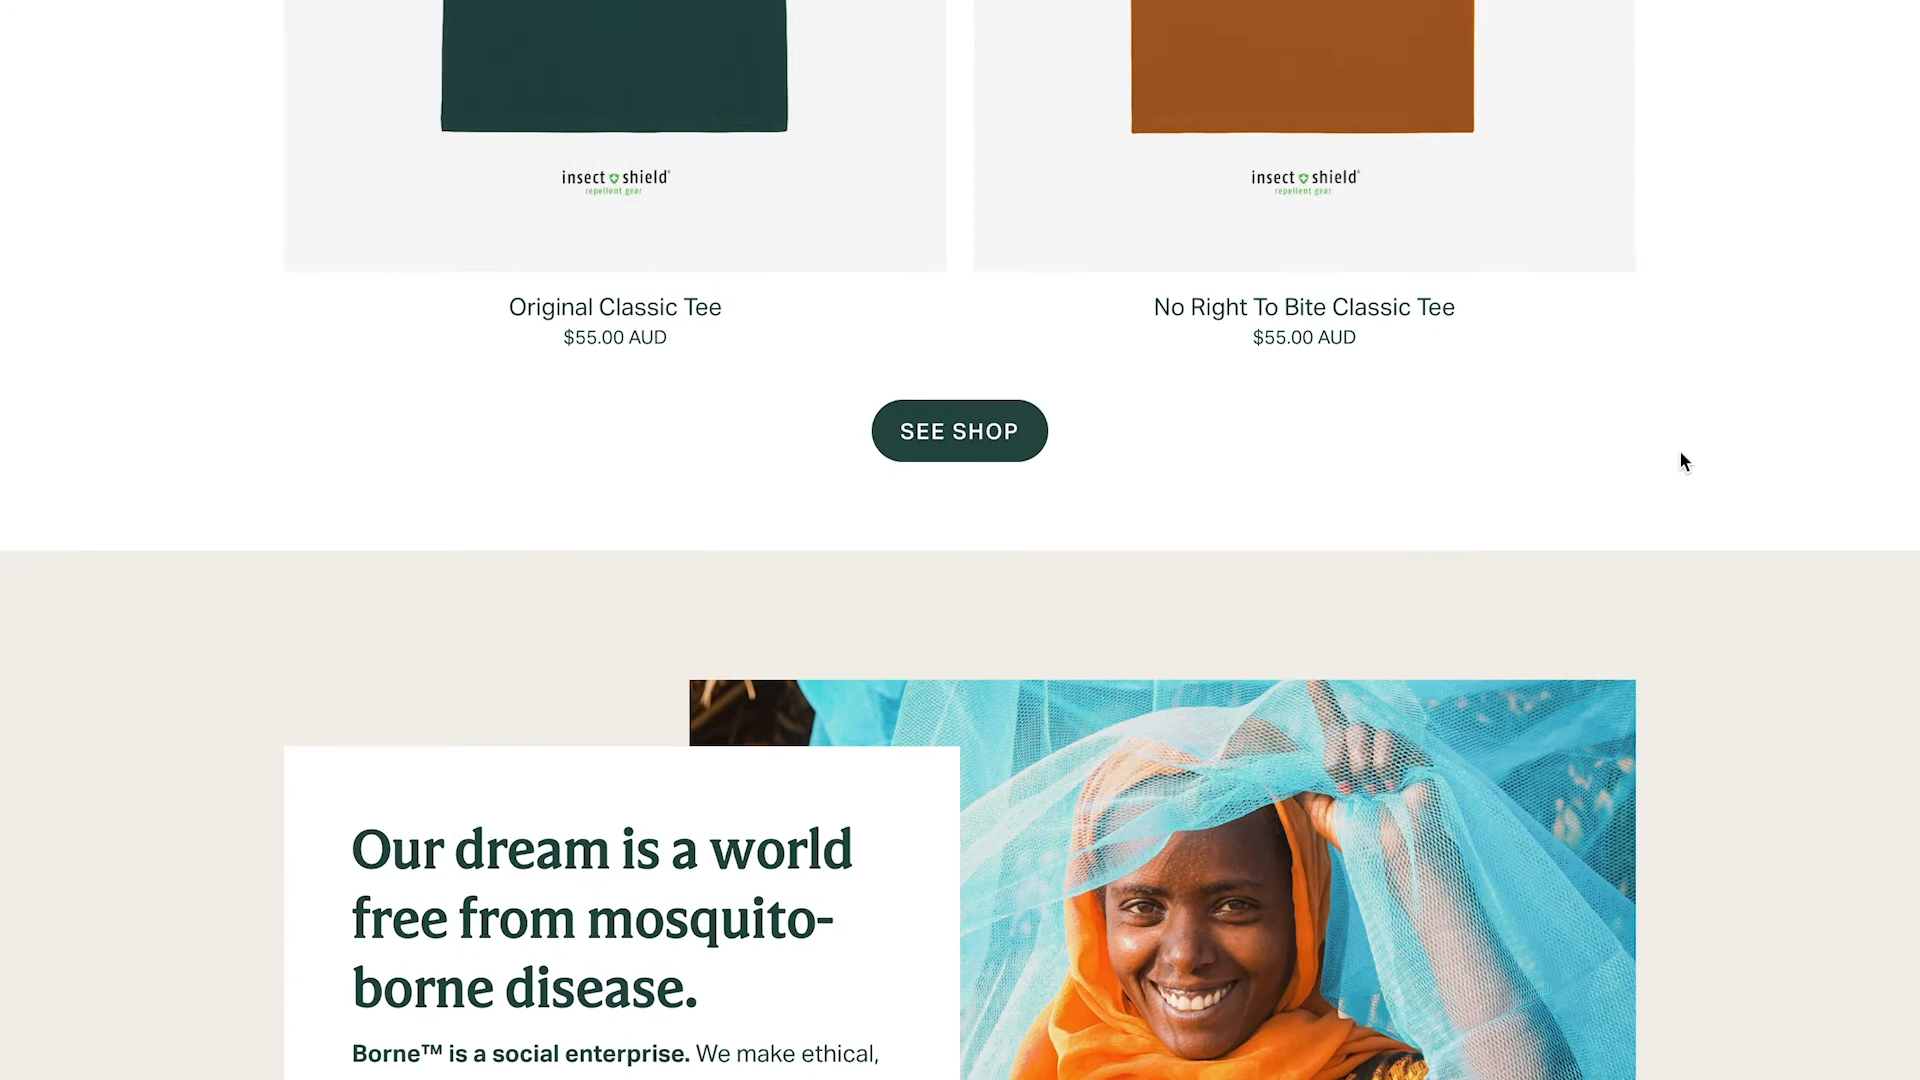 insect shield®
repellent gear
insect shield®
repellent gear
Original Classic Tee
$55.00 AUD
No Right To Bite Classic Tee
$55.00 AUD
SEE SHOP
Our dream is a world
free from mosquito-
borne disease.
Borne™ is a social enterprise. We make ethical,